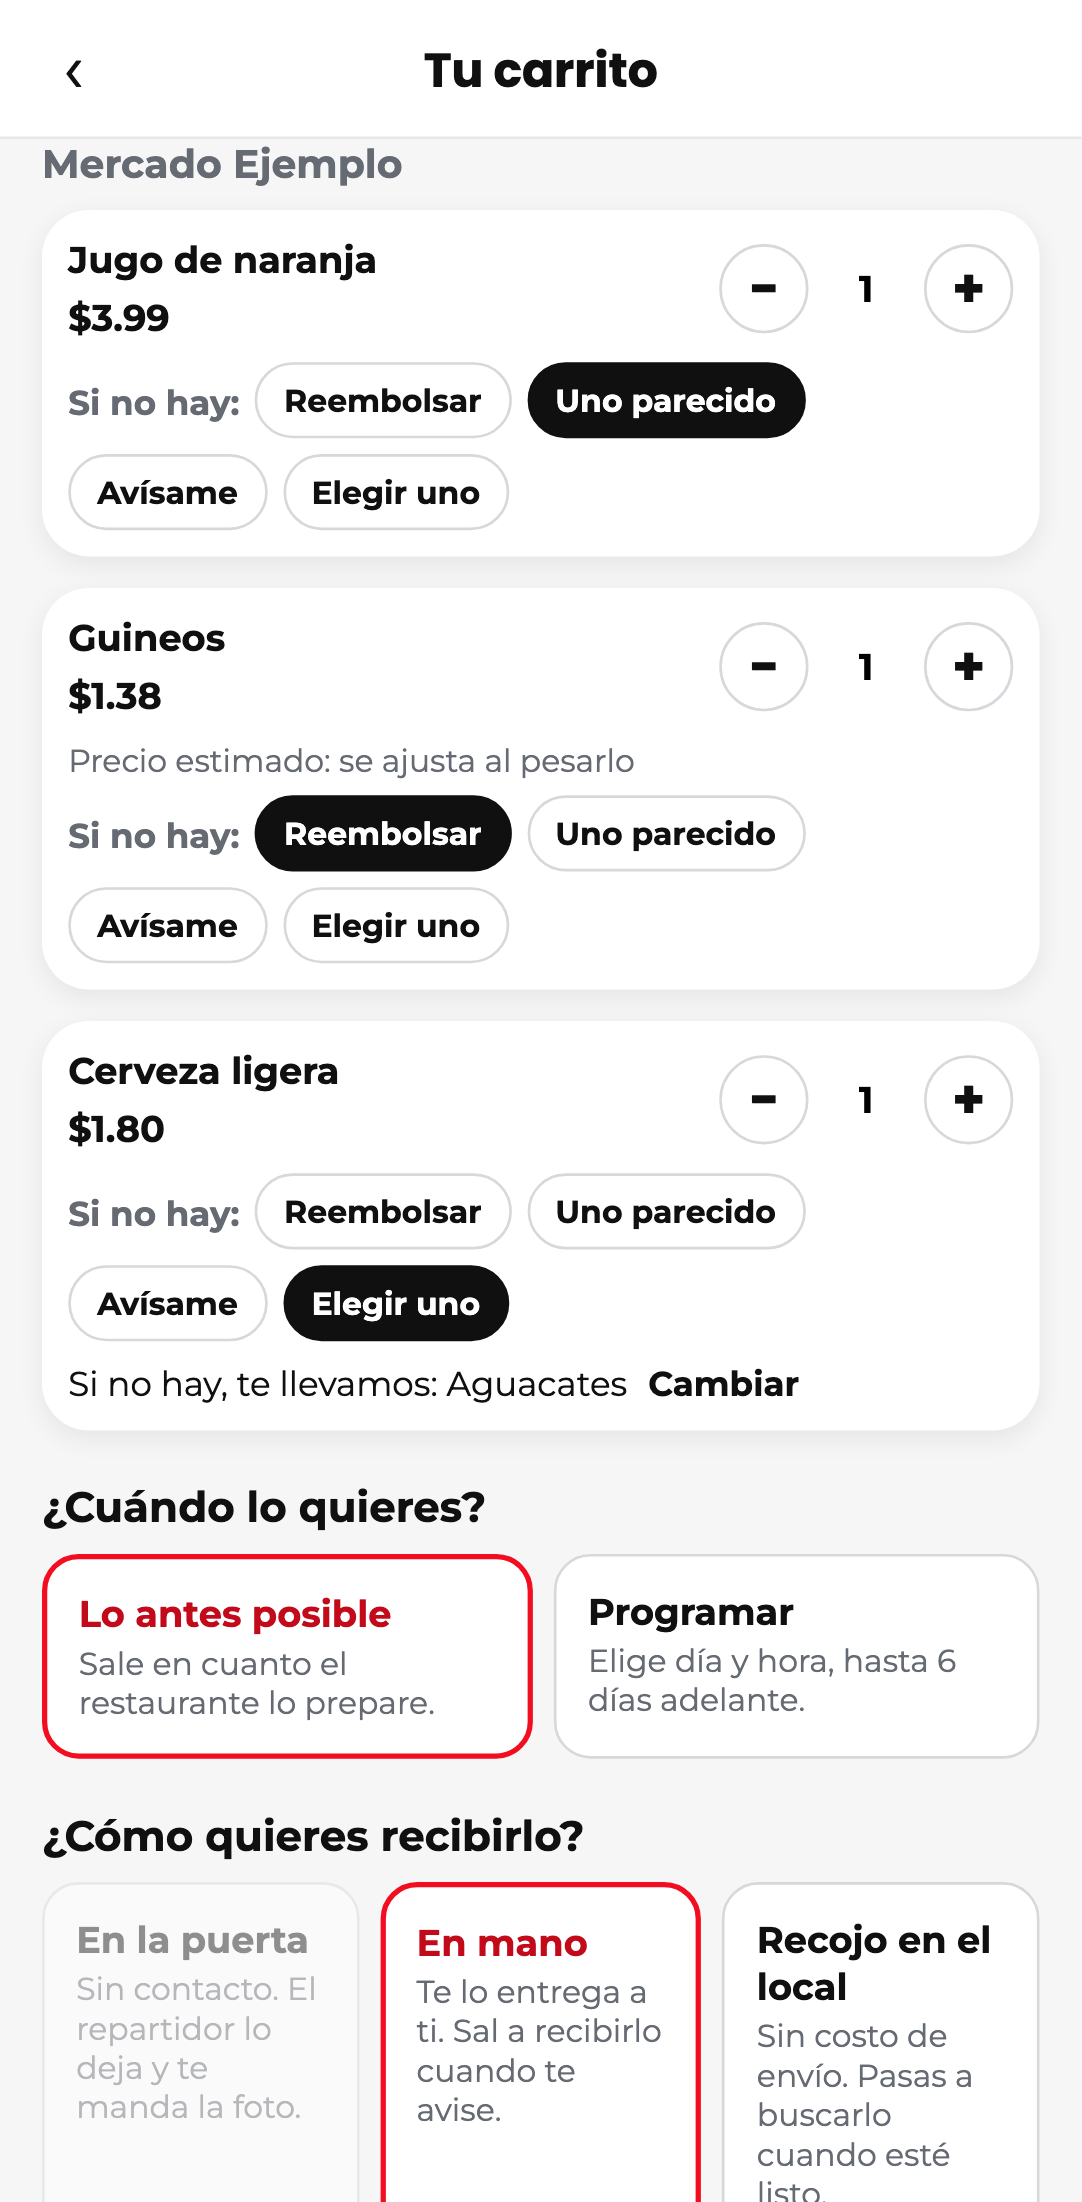 Tu carrito
Mercado Ejemplo
Jugo de naranja
$3.99
− 1 +
Si no hay: Reembolsar Uno parecido
Avísame Elegir uno
Guineos
$1.38
− 1 +
Precio estimado: se ajusta al pesarlo
Si no hay: Reembolsar Uno parecido
Avísame Elegir uno
Cerveza ligera
$1.80
− 1 +
Si no hay: Reembolsar Uno parecido
Avísame Elegir uno
Si no hay, te llevamos: Aguacates Cambiar
¿Cuándo lo quieres?
Lo antes posible
Sale en cuanto el
restaurante lo prepare.
Programar
Elige día y hora, hasta 6
días adelante.
¿Cómo quieres recibirlo?
En la puerta
Sin contacto. El
repartidor lo
deja y te
manda la foto.
En mano
Te lo entrega a
ti. Sal a recibirlo
cuando te
avise.
Recojo en el
local
Sin costo de
envío. Pasas a
buscarlo
cuando esté
listo.